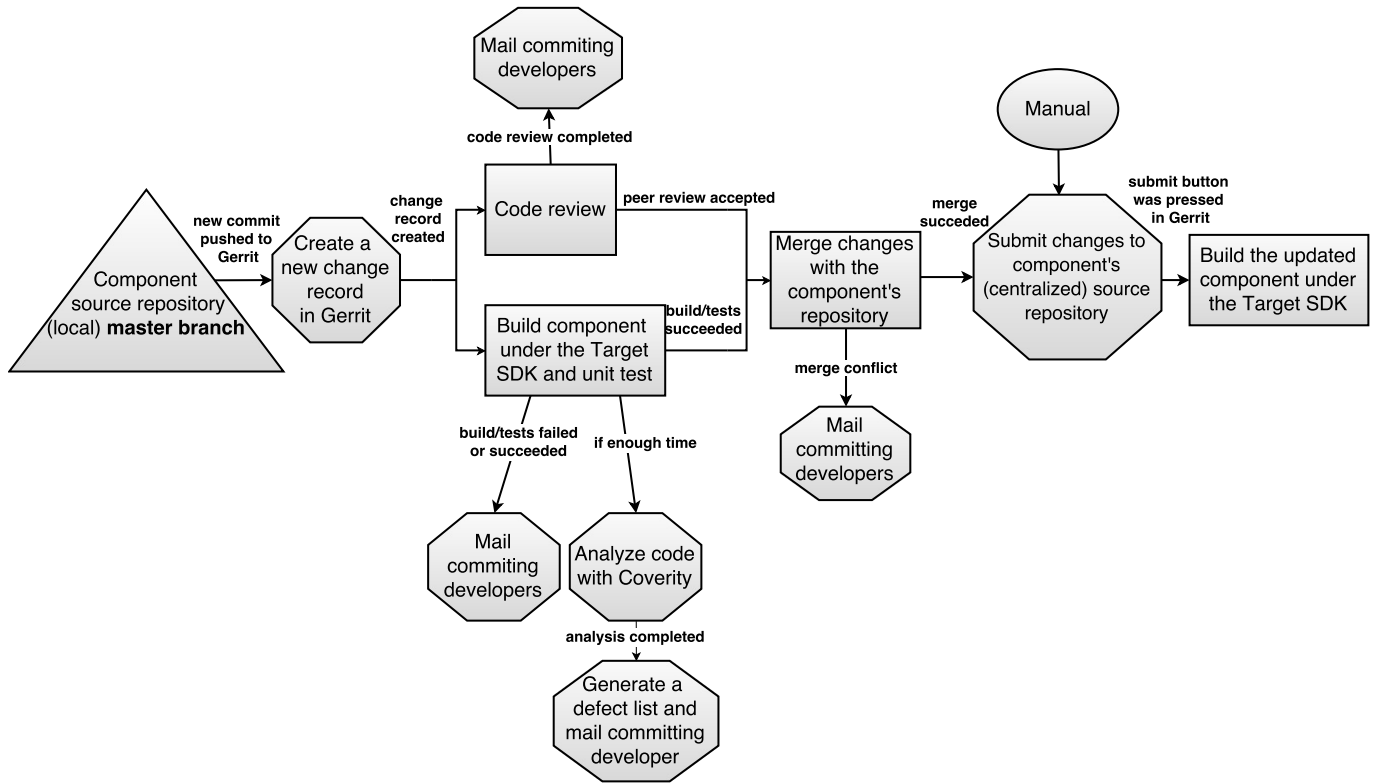 Mail commiting
developers
code review completed
Manual
new commit
pushed to
Gerrit
change
record
created
Code review
peer review accepted
merge
succeded
submit button
was pressed
in Gerrit
Component
source repository
(local) master branch
Create a
new change
record
in Gerrit
Merge changes
with the
component's
repository
Submit changes to
component's
(centralized) source
repository
Build the updated
component under
the Target SDK
Build component
under the Target
SDK and unit test
build/tests
succeeded
merge conflict
Mail
committing
developers
build/tests failed
or succeeded
if enough time
Mail
commiting
developers
Analyze code
with Coverity
analysis completed
Generate a
defect list and
mail committing
developer